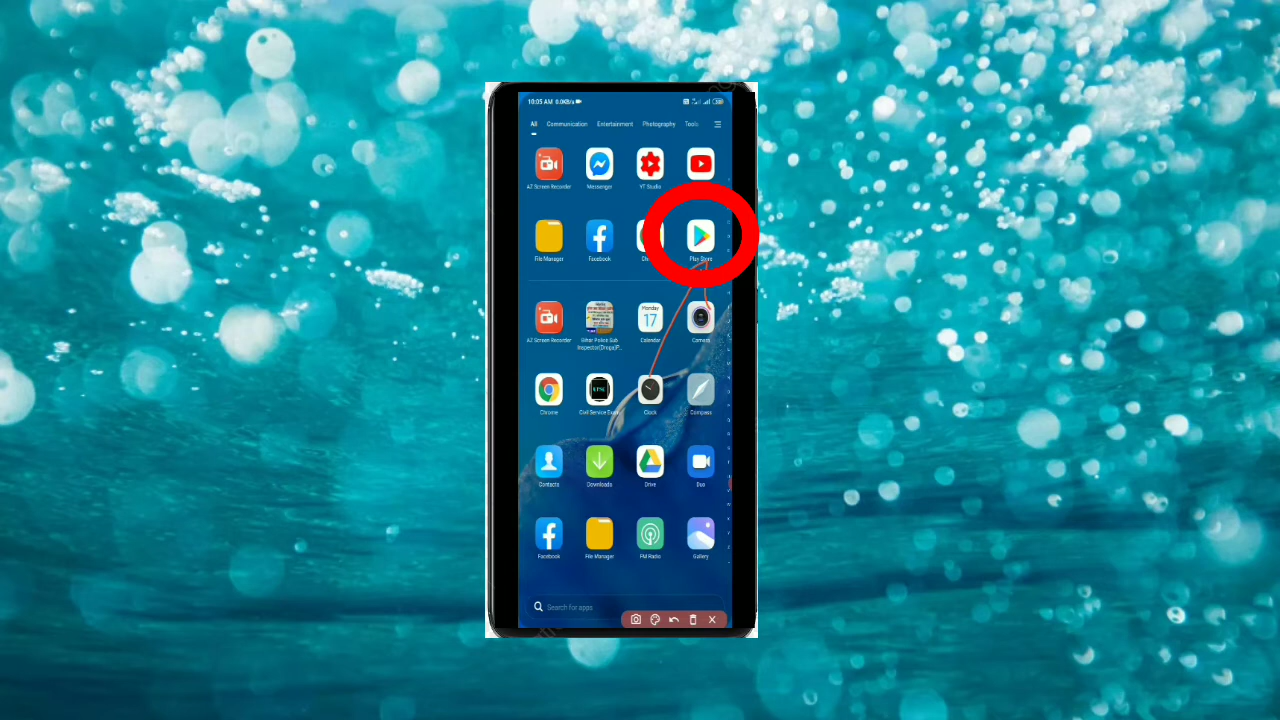 10:05 AM 0.0KB/s
All Communication Entertainment Photography Tools
AZ Screen Recorder Messenger YT Studio
File Manager Facebook Play Store
Monday
17
AZ Screen Recorder Bihar Police Sub Inspector(Droga)P... Calendar Camera
Chrome Civil Service Exam Clock Compass
Contacts Downloads Drive Duo
Facebook File Manager FM Radio Gallery
Search for apps